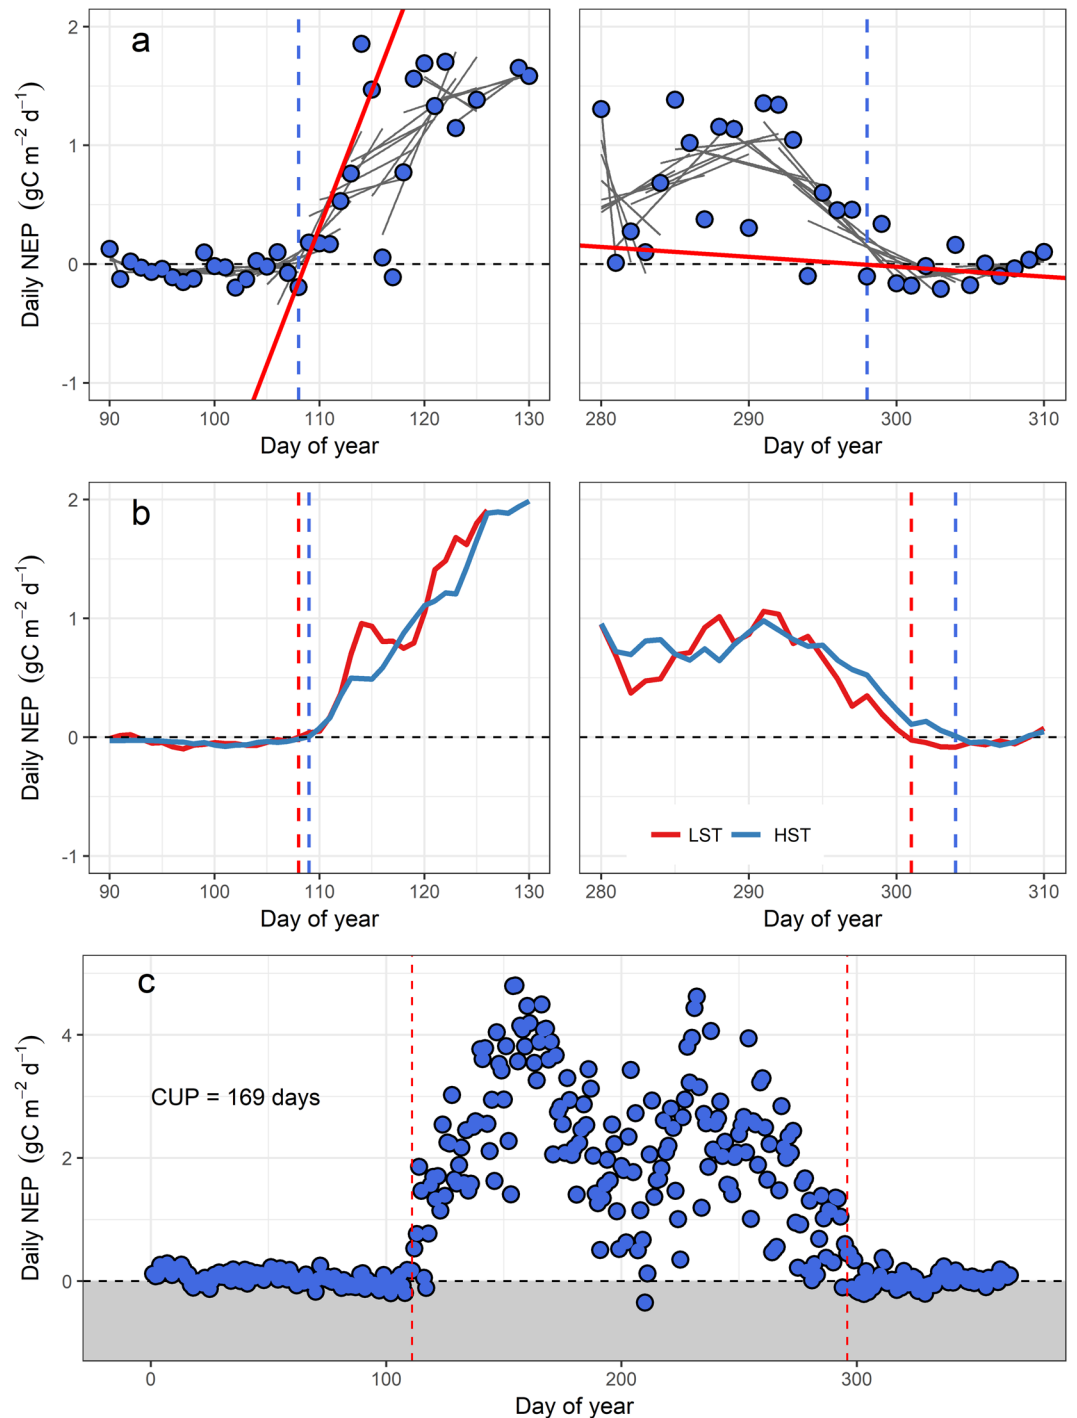 a
Daily NEP (gC m⁻² d⁻¹)
2
1
0
-1
90 100 110 120 130
Day of year
280 290 300 310
Day of year
b
Daily NEP (gC m⁻² d⁻¹)
2
1
0
-1
90 100 110 120 130
Day of year
LST HST
280 290 300 310
Day of year
c
Daily NEP (gC m⁻² d⁻¹)
4
CUP = 169 days
2
0
0 100 200 300
Day of year